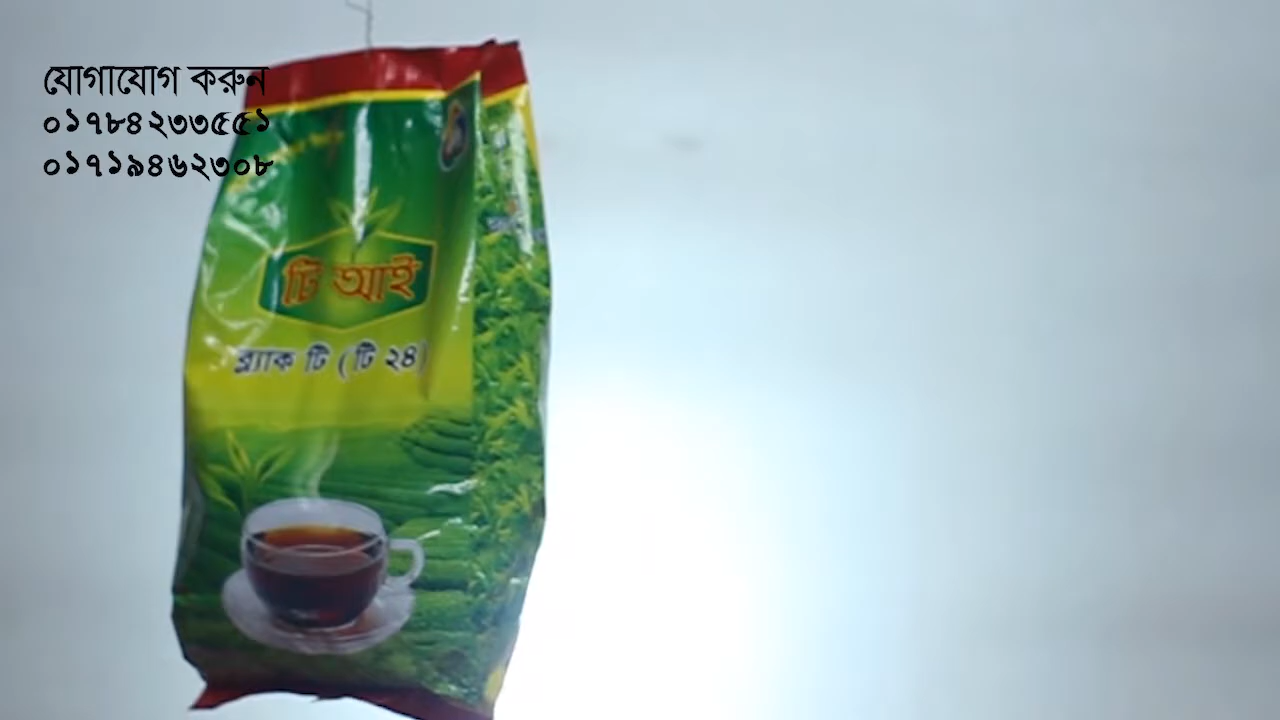 যোগাযোগ করুন
০১৭৮৪২৩৩৫৫১
০১৭১৯৪৬২৩০৮
টি আই
ব্ল্যাক টি (টি ২৪)